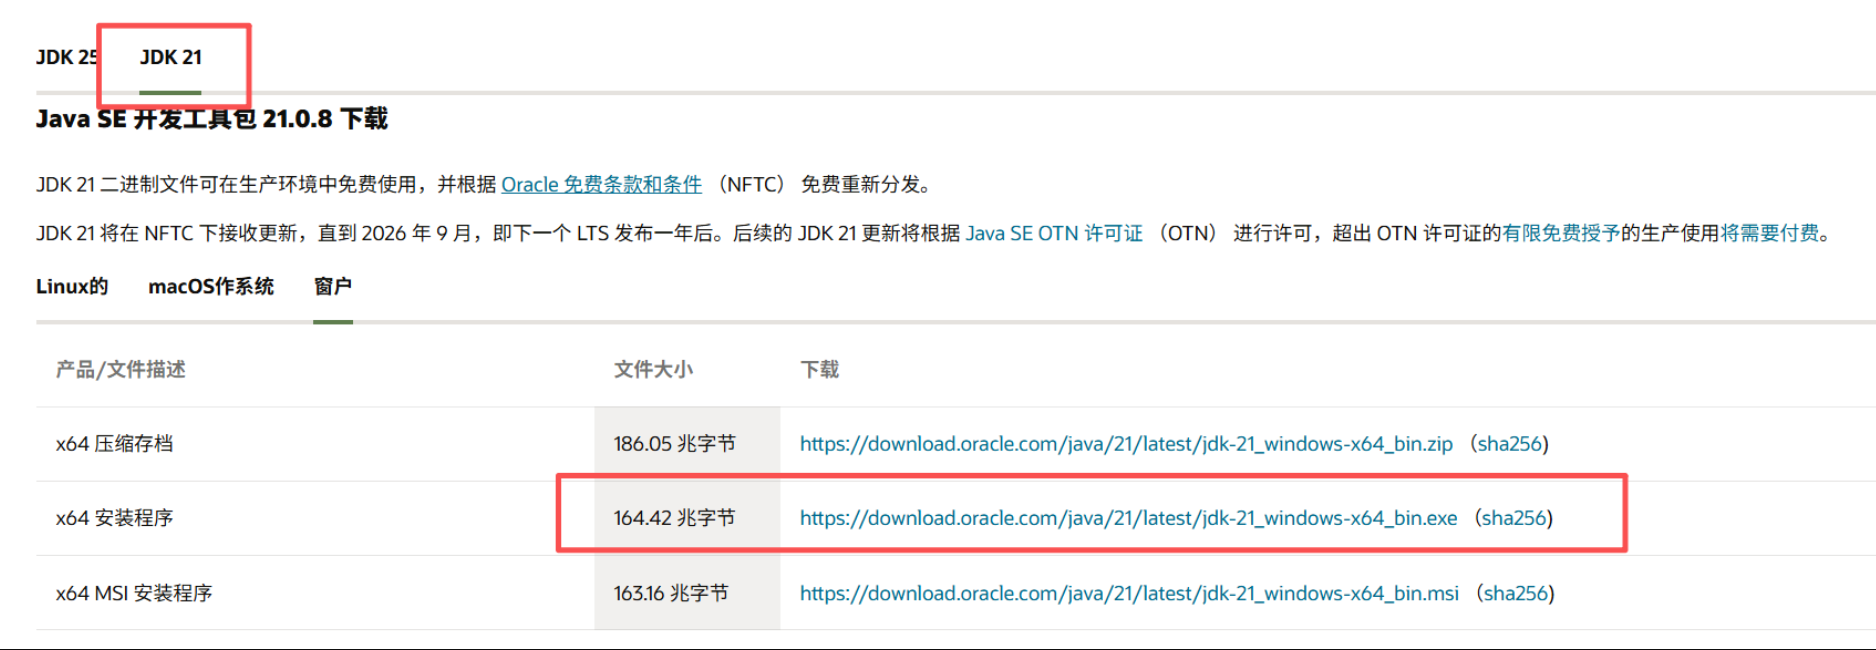 JDK 25 JDK 21
Java SE 开发工具包 21.0.8 下载
JDK 21 二进制文件可在生产环境中免费使用，并根据 Oracle 免费条款和条件 （NFTC） 免费重新分发。
JDK 21 将在 NFTC 下接收更新，直到 2026 年 9 月，即下一个 LTS 发布一年后。后续的 JDK 21 更新将根据 Java SE OTN 许可证 （OTN） 进行许可，超出 OTN 许可证的有限免费授予的生产使用将需要付费。
Linux的 macOS作系统 窗户
产品/文件描述 文件大小 下载
x64 压缩存档 186.05 兆字节 https://download.oracle.com/java/21/latest/jdk-21_windows-x64_bin.zip （sha256)
x64 安装程序 164.42 兆字节 https://download.oracle.com/java/21/latest/jdk-21_windows-x64_bin.exe （sha256)
x64 MSI 安装程序 163.16 兆字节 https://download.oracle.com/java/21/latest/jdk-21_windows-x64_bin.msi （sha256)